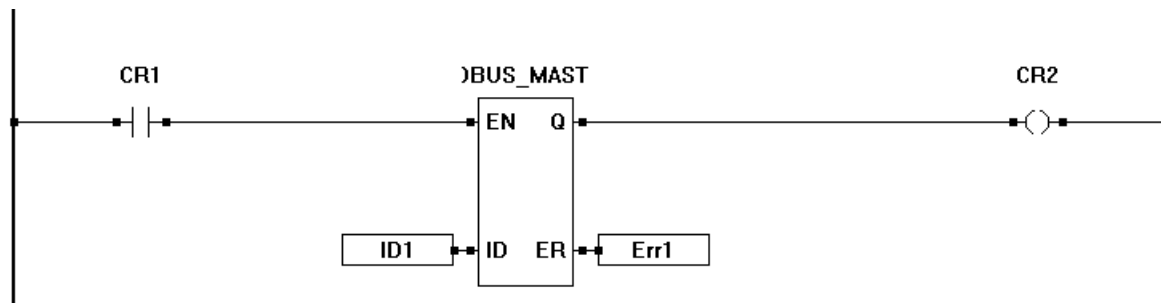 CR1
)BUS_MAST
CR2
EN Q
ID1 ID ER Err1